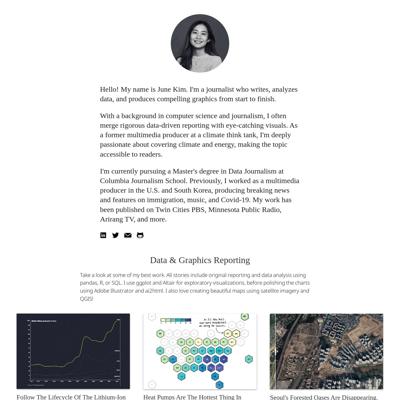 Hello! My name is June Kim. I'm a journalist who writes, analyzes
data, and produces compelling graphics from start to finish.
With a background in computer science and journalism, I often
merge rigorous data-driven reporting with eye-catching visuals. As
a former multimedia producer at a climate think tank, I'm deeply
passionate about covering climate and energy, making the topic
accessible to readers.
I'm currently pursuing a Master's degree in Data Journalism at
Columbia Journalism School. Previously, I worked as a multimedia
producer in the U.S. and South Korea, producing breaking news
and features on immigration, music, and Covid-19. My work has
been published on Twin Cities PBS, Minnesota Public Radio,
Arirang TV, and more.
Data & Graphics Reporting
Take a look at some of my best work. All stories include original reporting and data analysis using
pandas, R, or SQL. I use ggplot and Altair for exploratory visualizations, before polishing the charts
using Adobe Illustrator and ai2html. I also love creating beautiful maps using satellite imagery and
QGIS!
Follow The Lifecycle Of The Lithium-Ion
Heat Pumps Are The Hottest Thing In
Seoul's Forested Oases Are Disappearing.